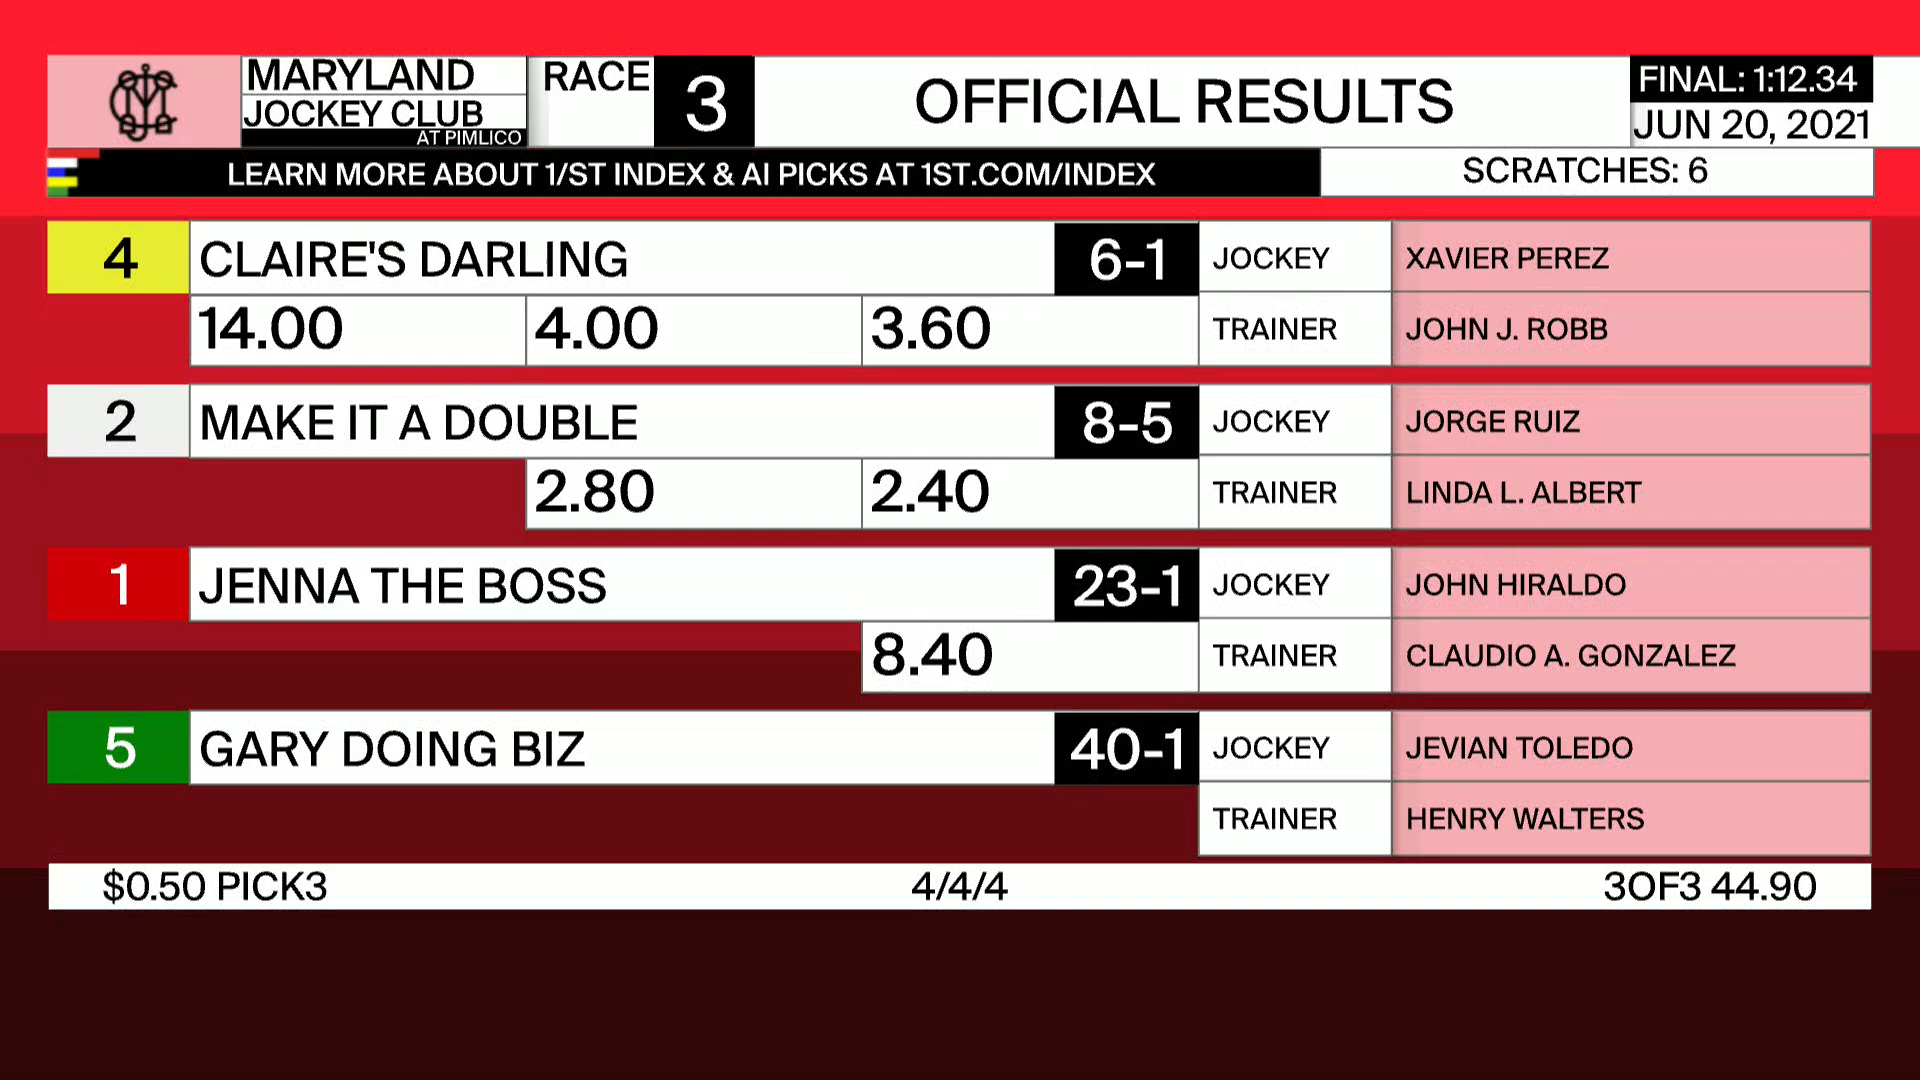 MARYLAND
JOCKEY CLUB
AT PIMLICO
RACE 3
OFFICIAL RESULTS
FINAL: 1:12.34
JUN 20, 2021
LEARN MORE ABOUT 1/ST INDEX & AI PICKS AT 1ST.COM/INDEX
SCRATCHES: 6
4 CLAIRE'S DARLING 6-1 JOCKEY XAVIER PEREZ
14.00 4.00 3.60 TRAINER JOHN J. ROBB
2 MAKE IT A DOUBLE 8-5 JOCKEY JORGE RUIZ
2.80 2.40 TRAINER LINDA L. ALBERT
1 JENNA THE BOSS 23-1 JOCKEY JOHN HIRALDO
8.40 TRAINER CLAUDIO A. GONZALEZ
5 GARY DOING BIZ 40-1 JOCKEY JEVIAN TOLEDO
TRAINER HENRY WALTERS
$0.50 PICK3 4/4/4 3OF3 44.90